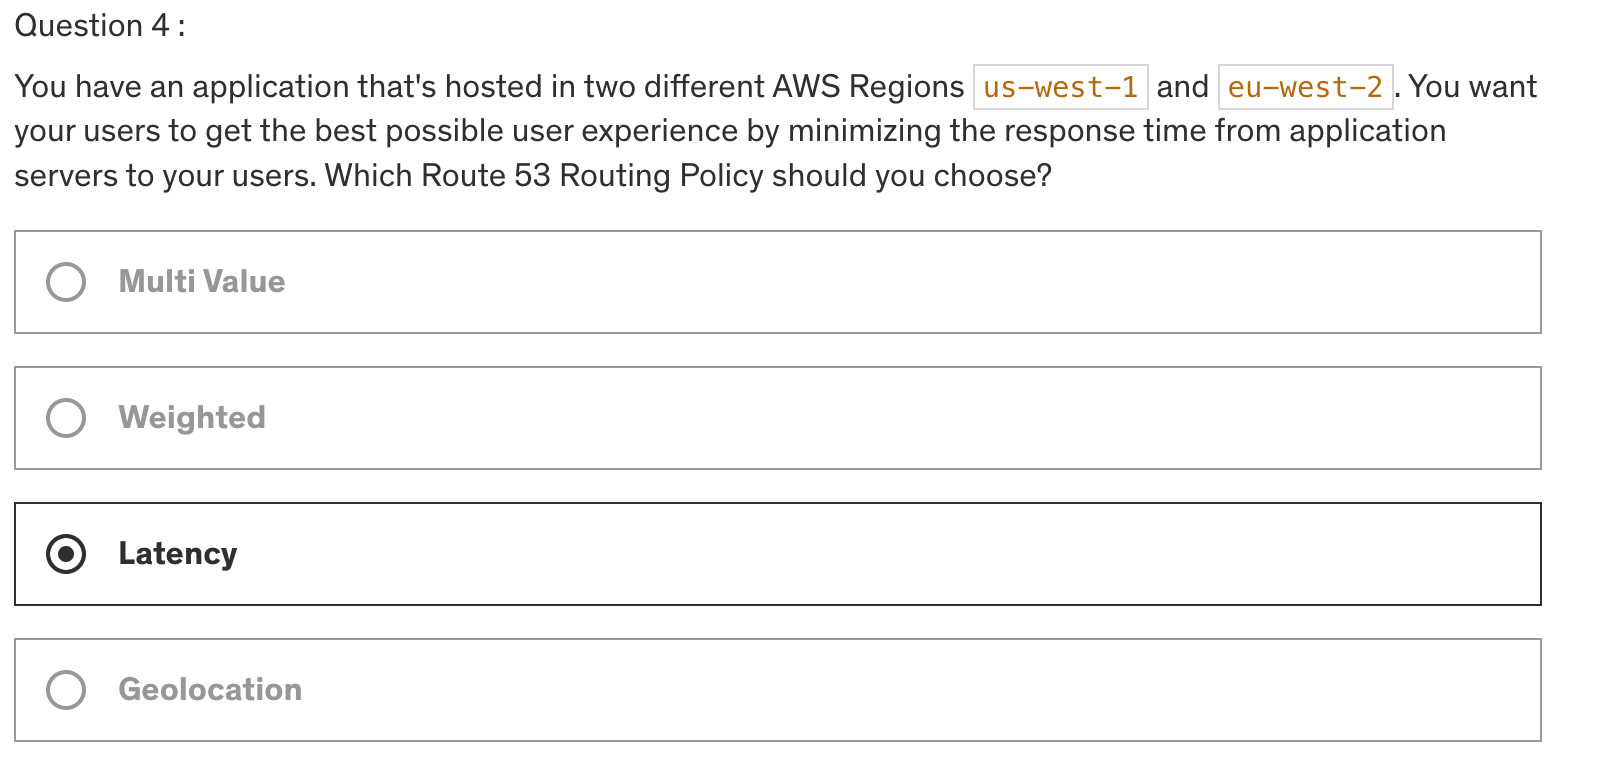 Question 4 :
You have an application that's hosted in two different AWS Regions us-west-1 and eu-west-2. You want
your users to get the best possible user experience by minimizing the response time from application
servers to your users. Which Route 53 Routing Policy should you choose?
Multi Value
Weighted
Latency
Geolocation